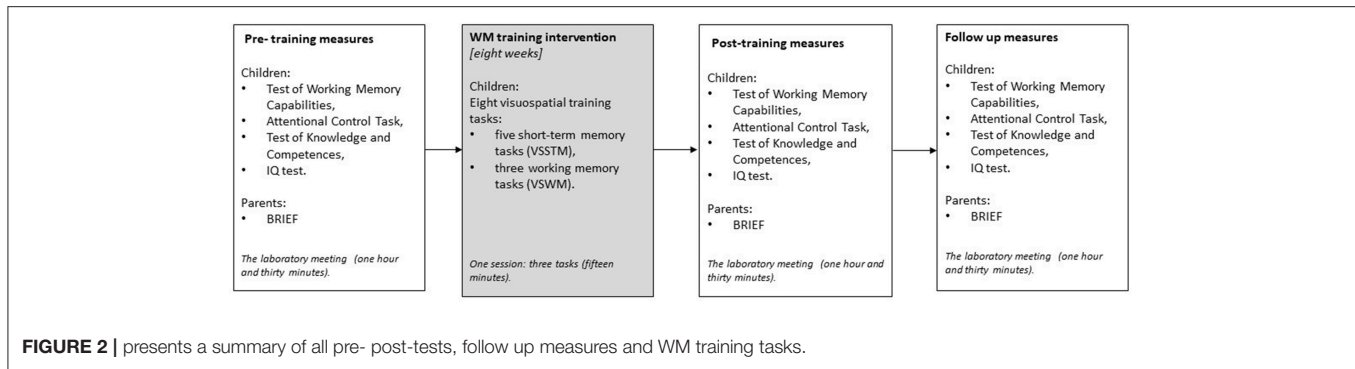 Pre- training measures
Children:
• Test of Working Memory
Capabilities,
• Attentional Control Task,
• Test of Knowledge and
Competences,
• IQ test.
Parents:
• BRIEF
The laboratory meeting (one hour
and thirty minutes).
WM training intervention
[eight weeks]
Children:
Eight visuospatial training
tasks:
• five short-term memory
tasks (VSSTM),
• three working memory
tasks (VSWM).
One session: three tasks (fifteen
minutes).
Post-training measures
Children:
• Test of Working Memory
Capabilities,
• Attentional Control Task,
• Test of Knowledge and
Competences,
• IQ test.
Parents:
• BRIEF
The laboratory meeting (one hour and
thirty minutes).
Follow up measures
Children:
• Test of Working Memory
Capabilities,
• Attentional Control Task,
• Test of Knowledge and
Competences,
• IQ test.
Parents:
• BRIEF
The laboratory meeting (one hour and
thirty minutes).
FIGURE 2 | presents a summary of all pre- post-tests, follow up measures and WM training tasks.